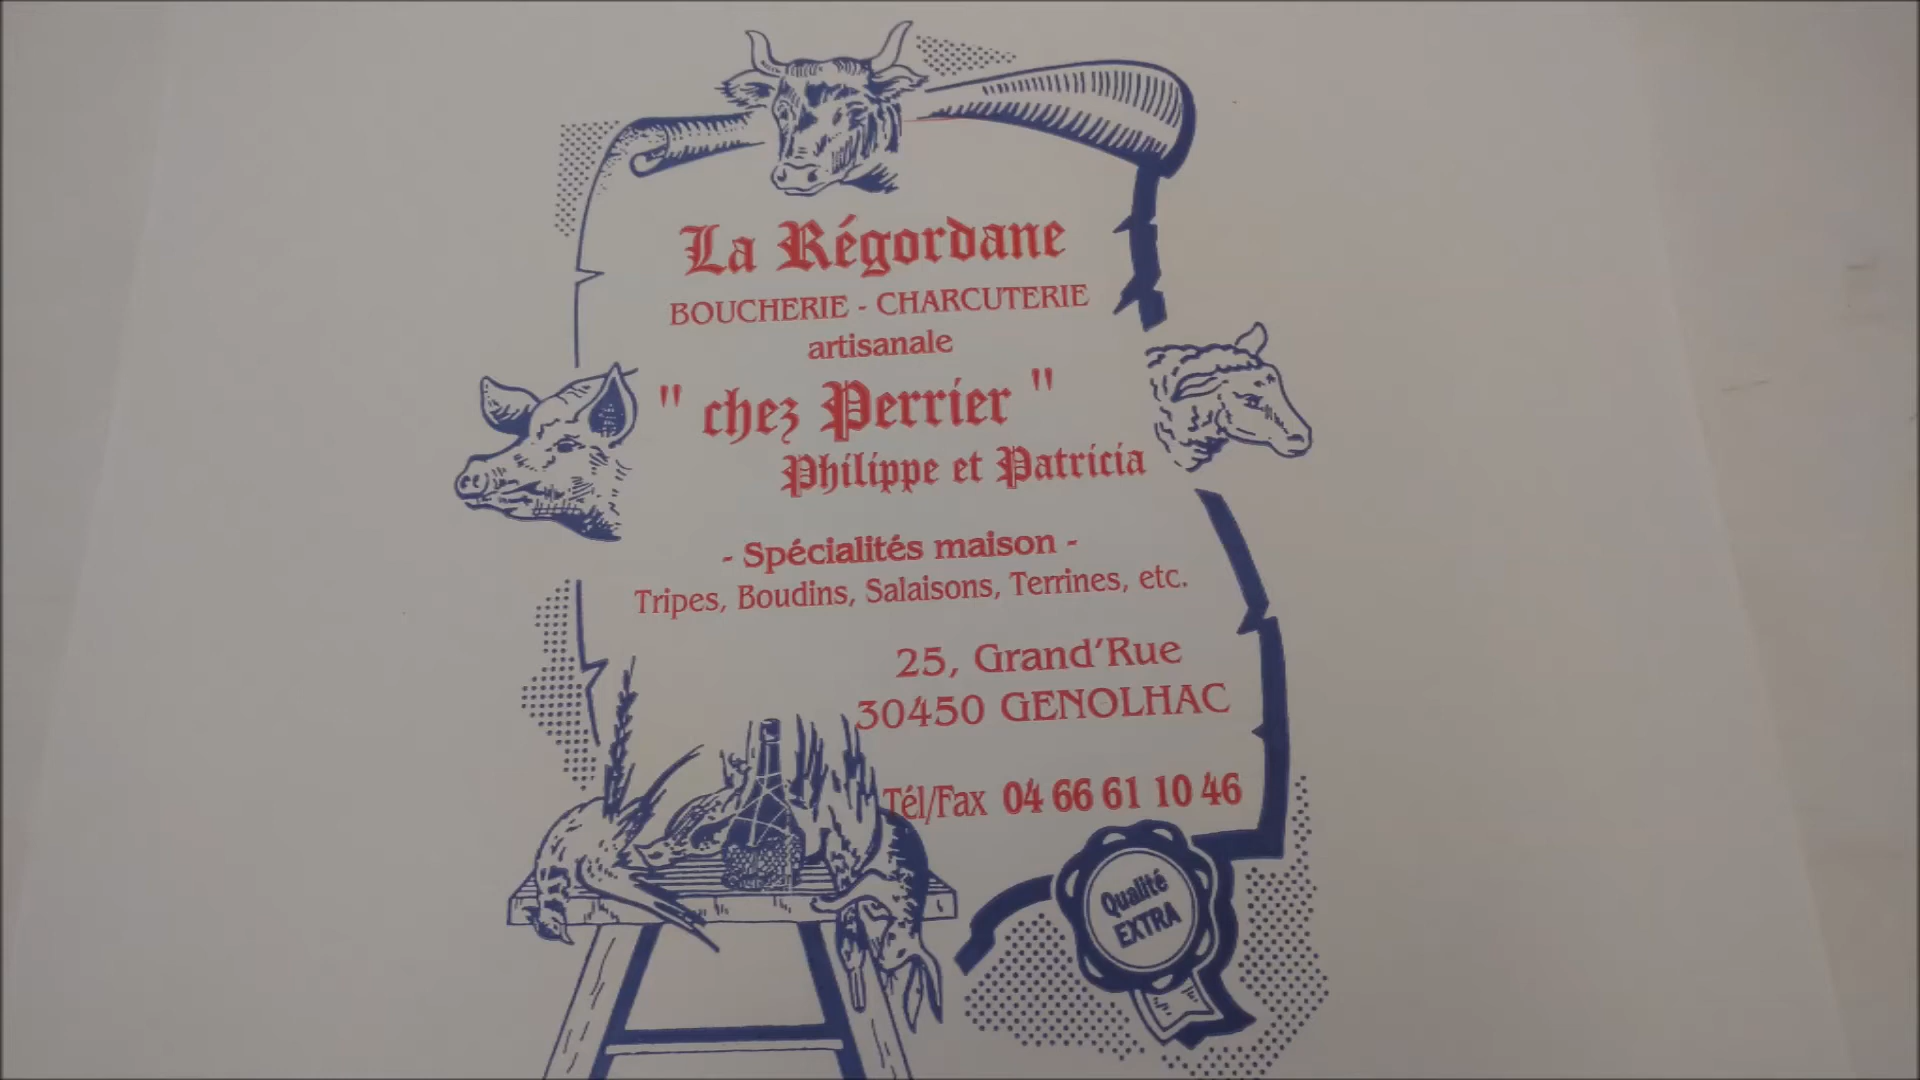 La Régordane
BOUCHERIE - CHARCUTERIE
artisanale
" chez Perrier "
Philippe et Patricia
- Spécialités maison -
Tripes, Boudins, Salaisons, Terrines, etc.
25, Grand'Rue
30450 GENOLHAC
Tél/Fax 04 66 61 10 46
Qualité
EXTRA